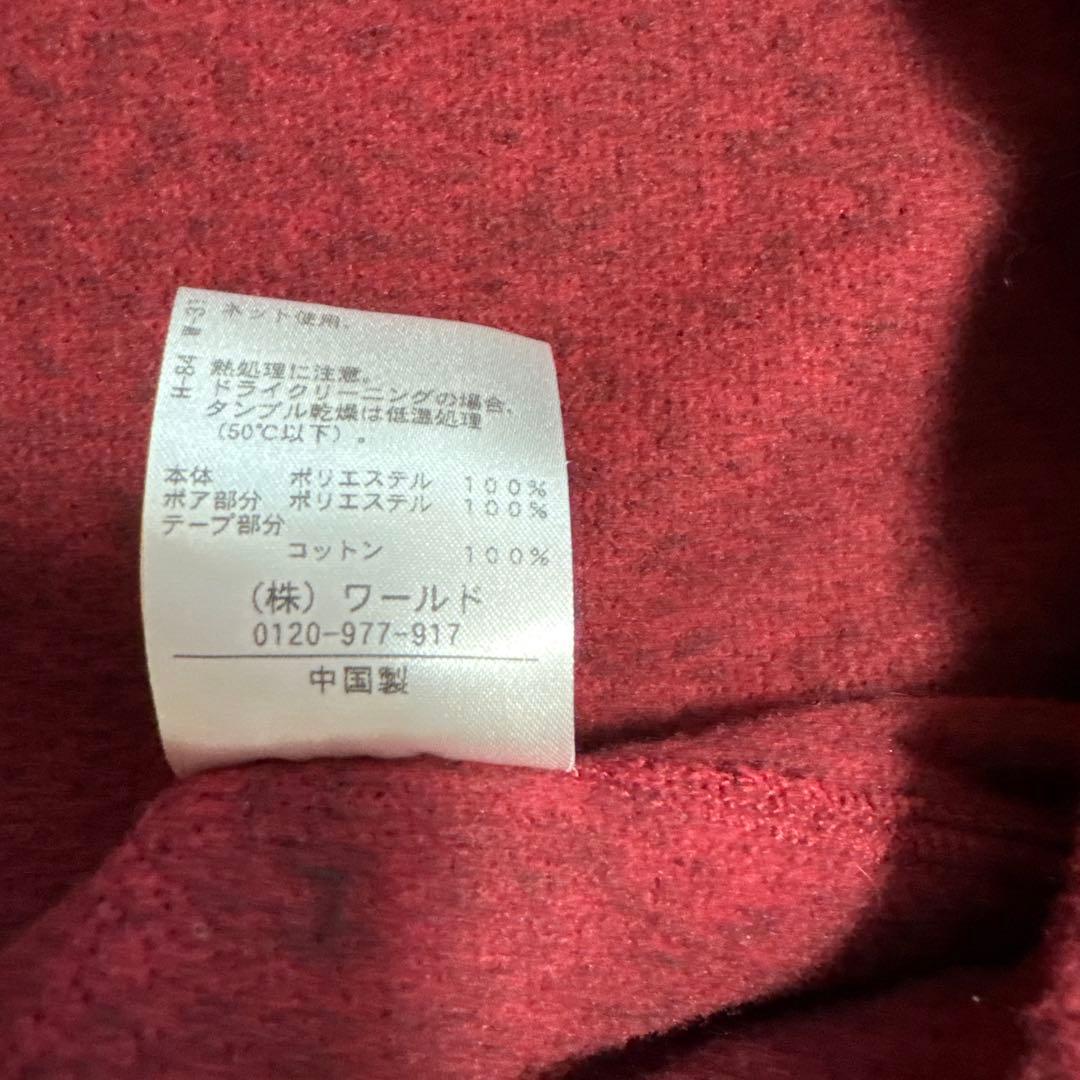 ネット使用.
熱処理に注意。
ドライクリーニングの場合.
タンブル乾燥は低温処理
(50℃以下)。
本体 ポリエステル 100%
ボア部分 ポリエステル 100%
テープ部分
コットン 100%
(株)ワールド
0120-977-917
中国製
H-84